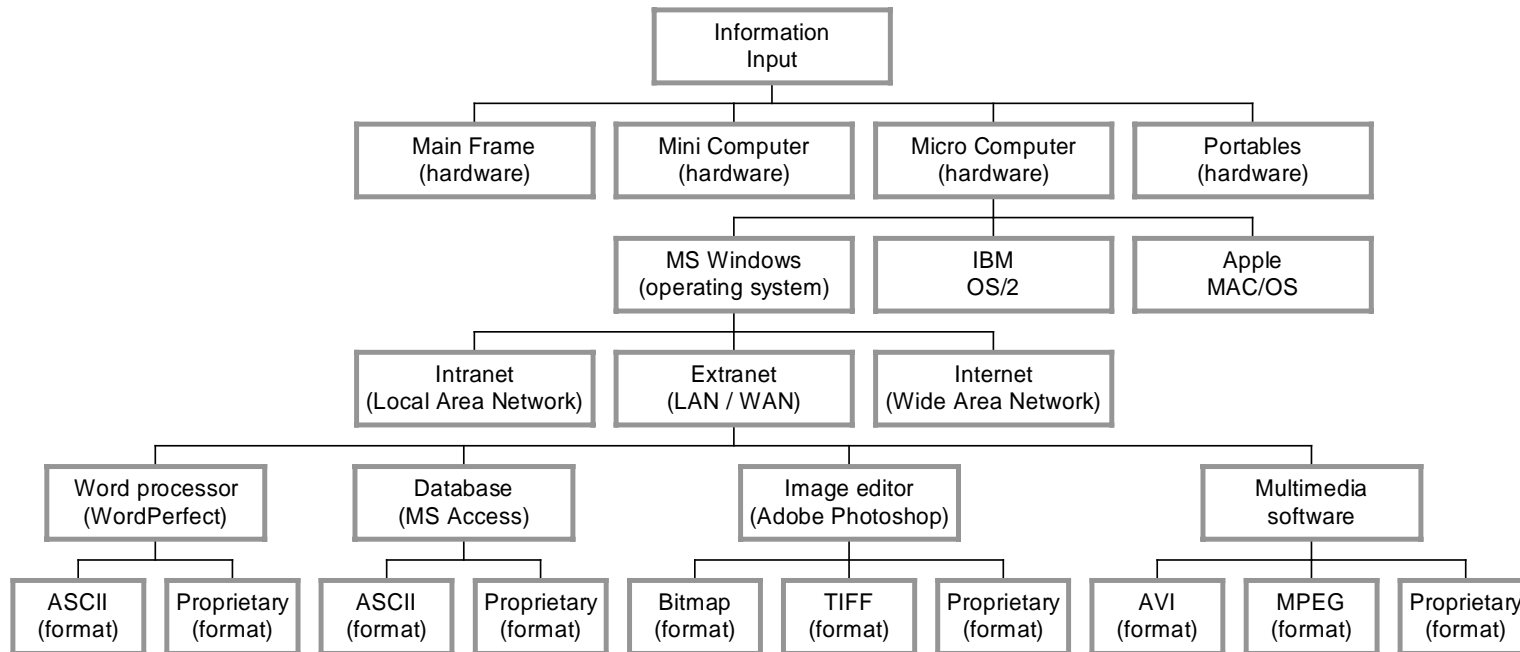 Information
Input
Main Frame
(hardware)
Mini Computer
(hardware)
Micro Computer
(hardware)
Portables
(hardware)
MS Windows
(operating system)
IBM
OS/2
Apple
MAC/OS
Intranet
(Local Area Network)
Extranet
(LAN / WAN)
Internet
(Wide Area Network)
Word processor
(WordPerfect)
Database
(MS Access)
Image editor
(Adobe Photoshop)
Multimedia
software
ASCII
(format)
Proprietary
(format)
ASCII
(format)
Proprietary
(format)
Bitmap
(format)
TIFF
(format)
Proprietary
(format)
AVI
(format)
MPEG
(format)
Proprietary
(format)